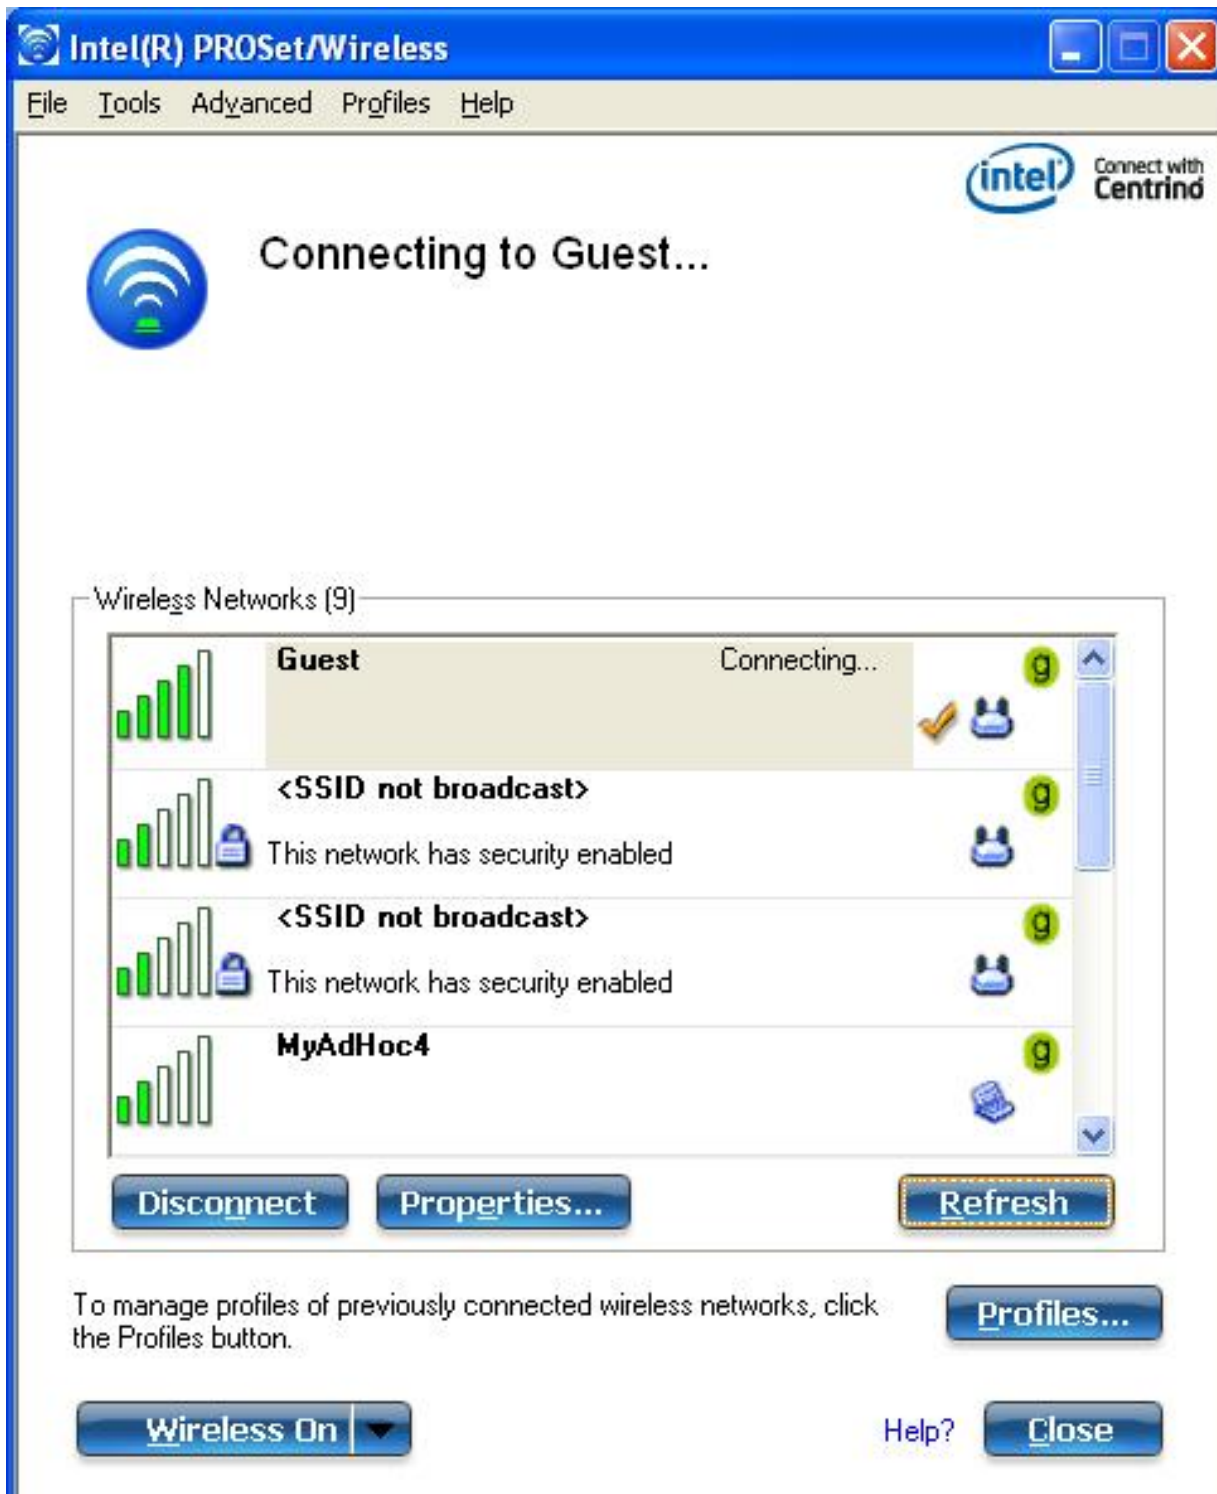 Intel(R) PROSet/Wireless
File Tools Advanced Profiles Help
intel Connect with
Centrino
Connecting to Guest...
Wireless Networks (9)
Guest Connecting... g
<SSID not broadcast> g
This network has security enabled
<SSID not broadcast> g
This network has security enabled
MyAdHoc4 g
Disconnect Properties... Refresh
To manage profiles of previously connected wireless networks, click
the Profiles button.
Profiles...
Wireless On Help? Close